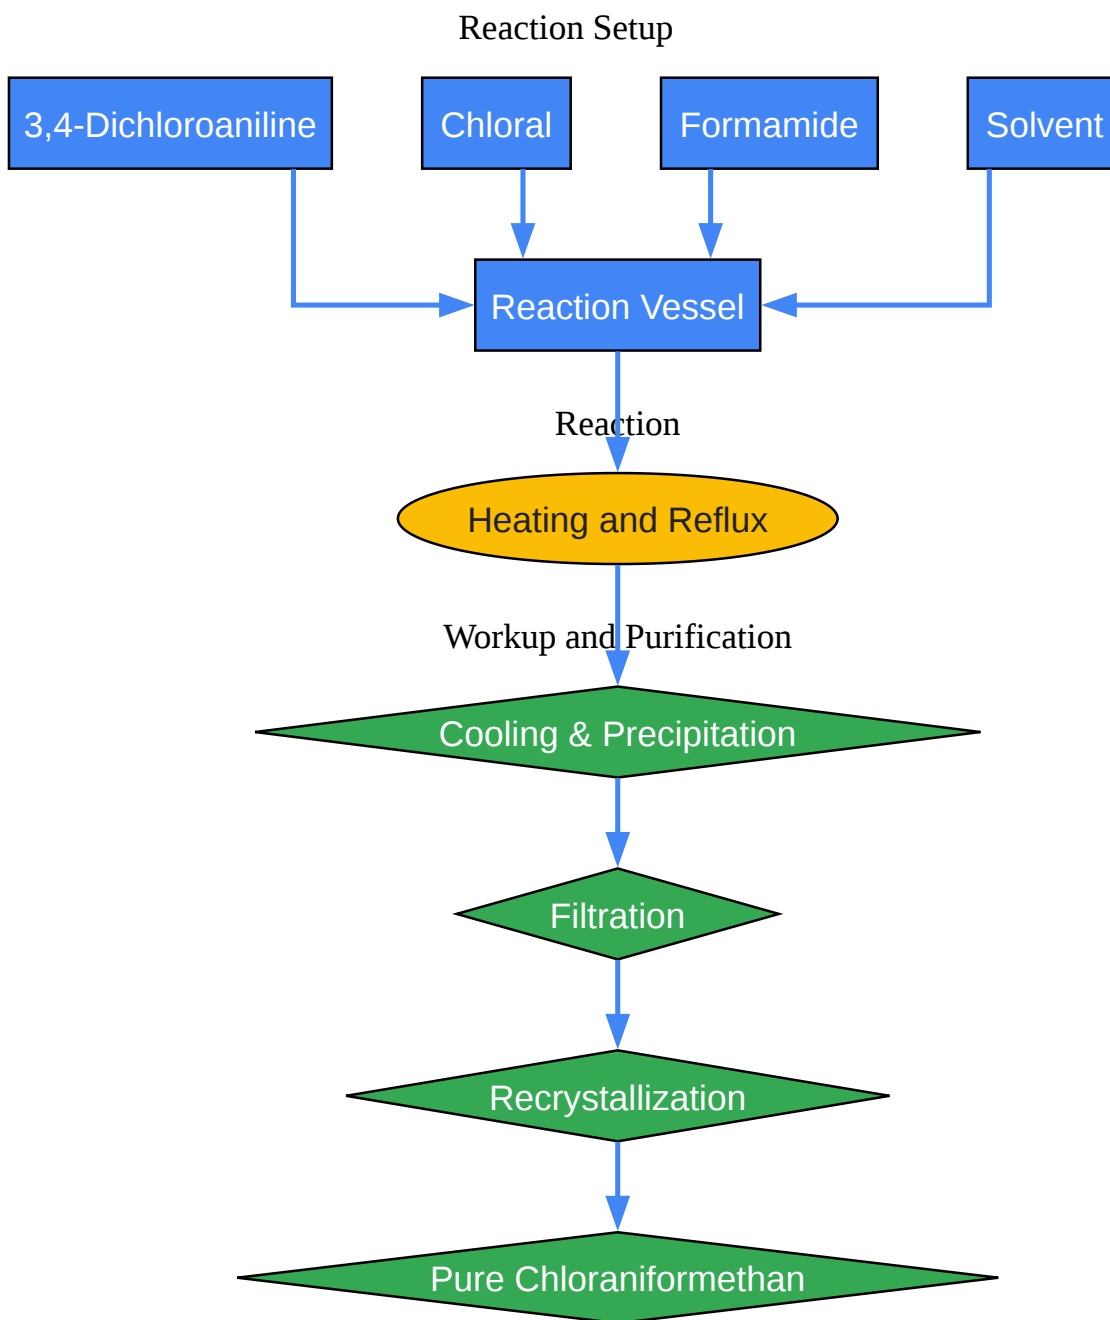 Reaction Setup
3,4-Dichloroaniline
Chloral
Formamide
Solvent
Reaction Vessel
Reaction
Heating and Reflux
Workup and Purification
Cooling & Precipitation
Filtration
Recrystallization
Pure Chloraniformethan